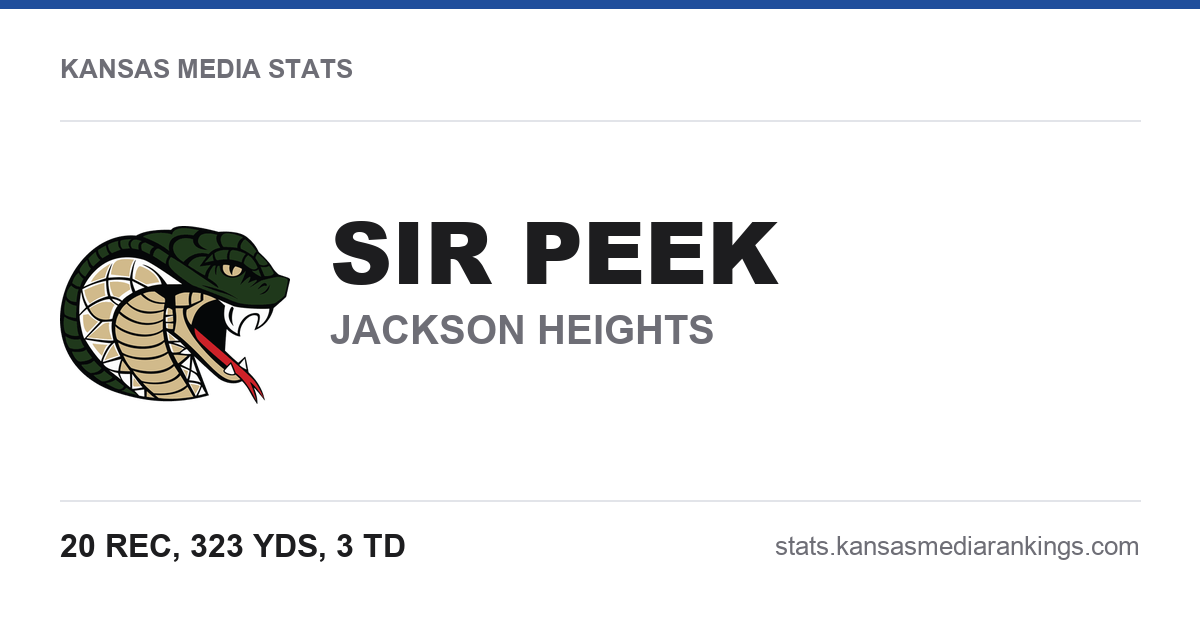 KANSAS MEDIA STATS
SIR PEEK
JACKSON HEIGHTS
20 REC, 323 YDS, 3 TD
stats.kansasmediarankings.com